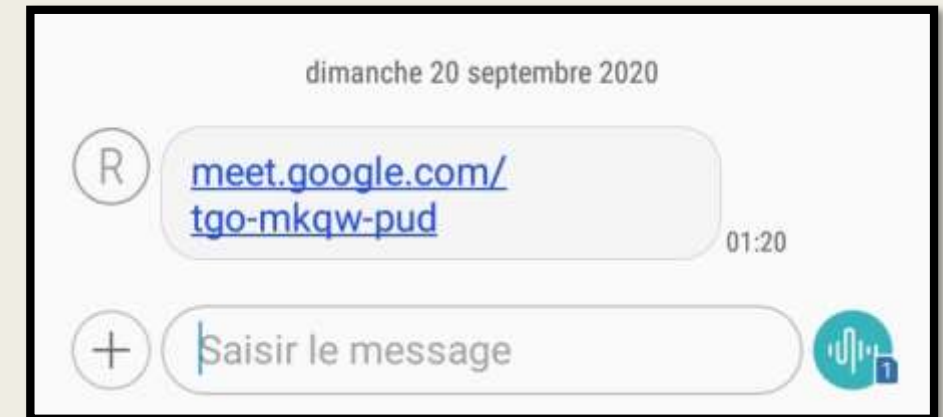 dimanche 20 septembre 2020
R
meet.google.com/
tgo-mkqw-pud
01:20
+
Saisir le message
1